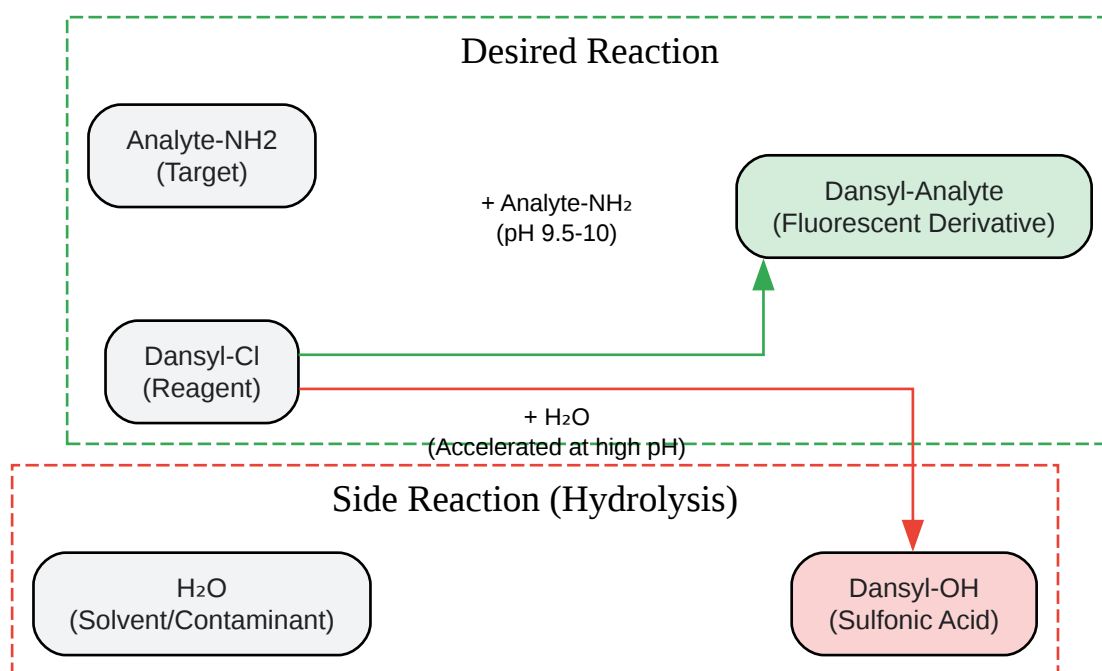 Desired Reaction
Analyte-NH2
(Target)
+ Analyte-NH₂
(pH 9.5-10)
Dansyl-Analyte
(Fluorescent Derivative)
Dansyl-Cl
(Reagent)
+ H₂O
(Accelerated at high pH)
Side Reaction (Hydrolysis)
H₂O
(Solvent/Contaminant)
Dansyl-OH
(Sulfonic Acid)